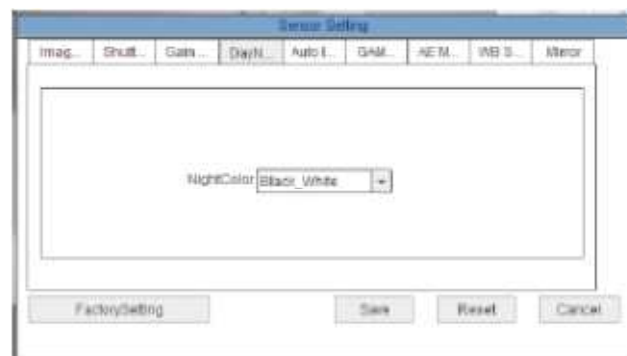 Sensor Setting
Imag... Shutt... Gain ... DayN... Auto I... GAM... AE M... WB S... Mirror
NightColor Black_White
FactorySetting Save Reset Cancel